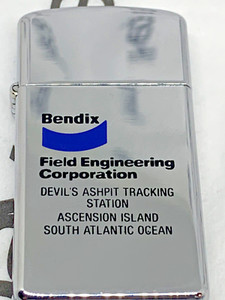 Bendix
Field Engineering
Corporation
DEVIL'S ASHPIT TRACKING
STATION
ASCENSION ISLAND
SOUTH ATLANTIC OCEAN